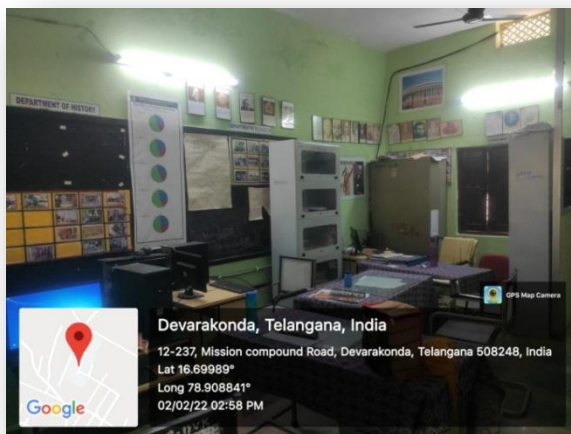 DEPARTMENT OF HISTORY
GPS Map Camera
Devarakonda, Telangana, India
12-237, Mission compound Road, Devarakonda, Telangana 508248, India
Lat 16.69989°
Long 78.908841°
02/02/22 02:58 PM
Google